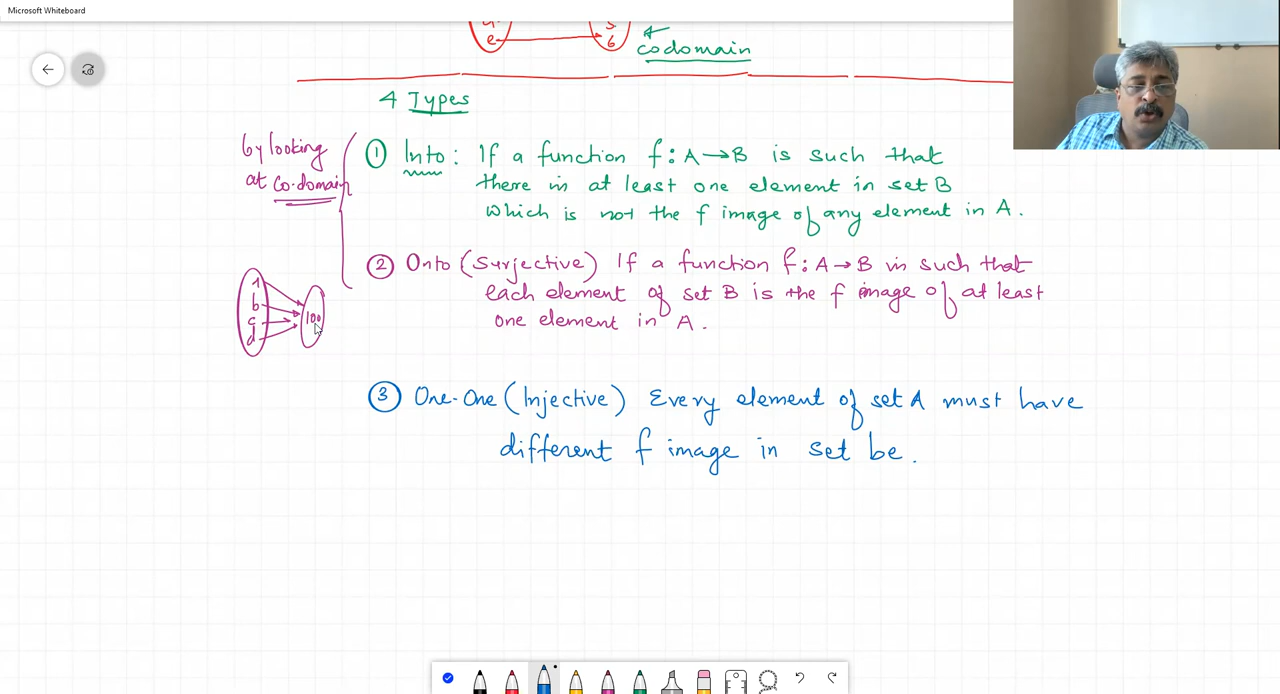 Microsoft Whiteboard
e
6
codomain
4 Types
by looking
at co-domain
① Into: If a function f: A→B is such that
there is at least one element in set B
which is not the f image of any element in A.
② Onto (Surjective) If a function f: A→B is such that
each element of set B is the f image of at least
one element in A.
a
b
c
d
100
③ One-One (Injective) Every element of set A must have
different f image in set be.